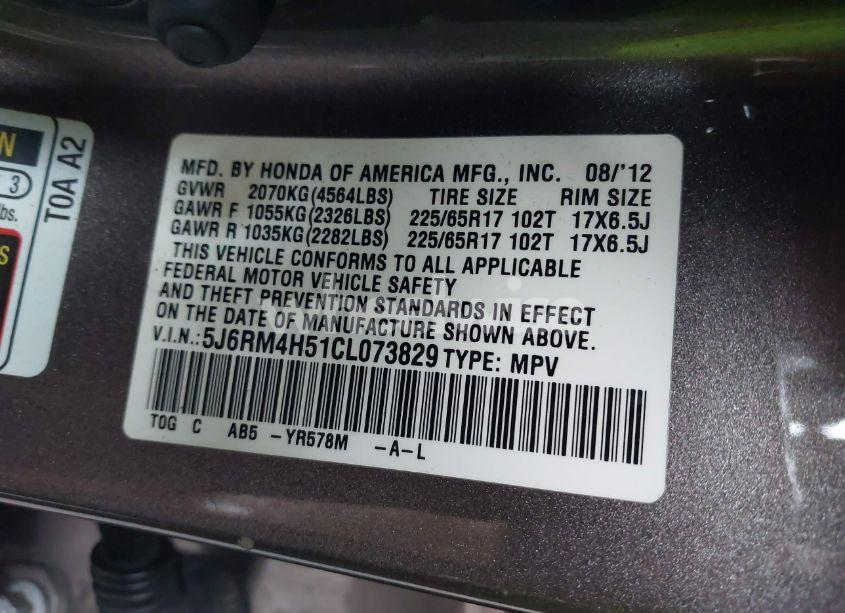 N
3
lbs.
S
T0A A2
MFD. BY HONDA OF AMERICA MFG., INC. 08/'12
GVWR 2070KG(4564LBS) TIRE SIZE RIM SIZE
GAWR F 1055KG(2326LBS) 225/65R17 102T 17X6.5J
GAWR R 1035KG(2282LBS) 225/65R17 102T 17X6.5J
THIS VEHICLE CONFORMS TO ALL APPLICABLE
FEDERAL MOTOR VEHICLE SAFETY
AND THEFT PREVENTION STANDARDS IN EFFECT
ON THE DATE OF MANUFACTURE SHOWN ABOVE.
V.I.N.:5J6RM4H51CL073829 TYPE: MPV
T0G C AB5 -YR578M -A-L